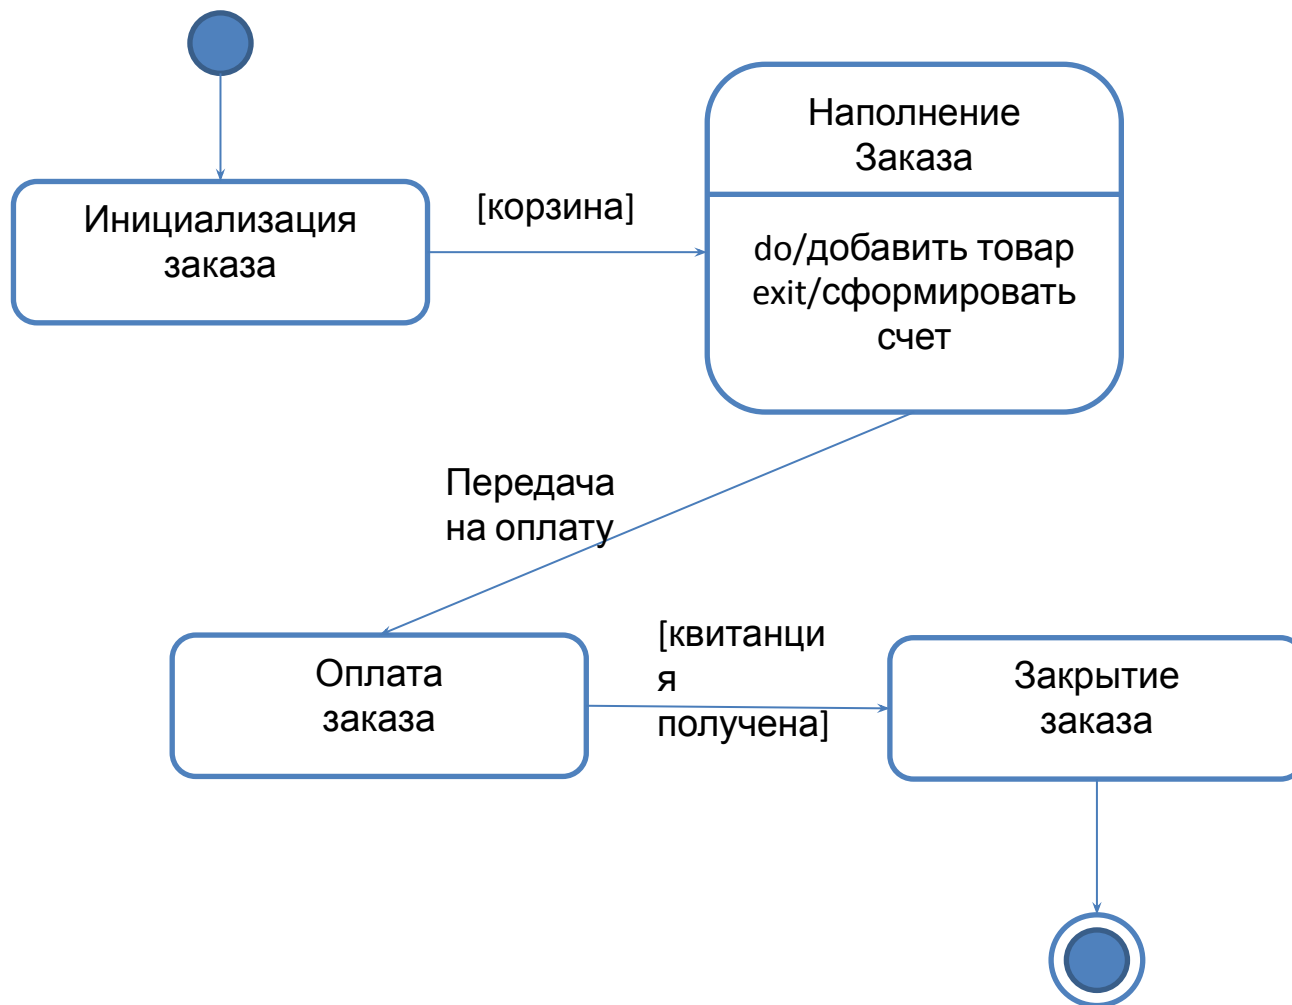 Наполнение
Заказа
Инициализация
заказа
[корзина]
do/добавить товар
exit/сформировать
счет
Передача
на оплату
Оплата
заказа
[квитанци
я
получена]
Закрытие
заказа